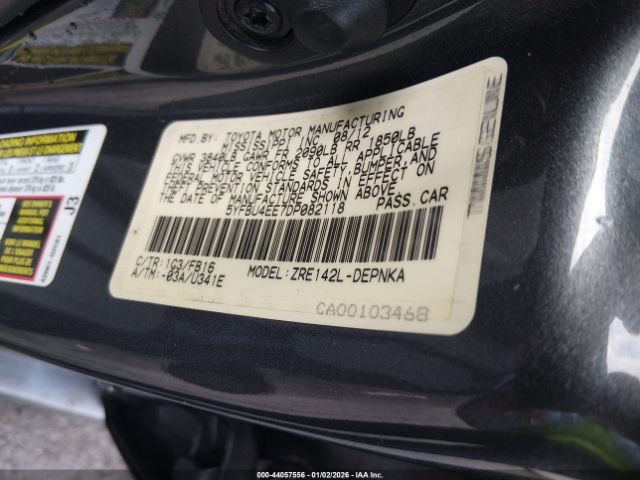 MFD. BY: TOYOTA MOTOR MANUFACTURING
MISSISSIPPI INC. 08/12
GVWR 3840LB GAWR FR 2090LB RR 1850LB
THIS VEHICLE CONFORMS TO ALL APPLICABLE
FEDERAL MOTOR VEHICLE SAFETY, BUMPER, AND
THEFT PREVENTION STANDARDS IN EFFECT ON
THE DATE OF MANUFACTURE SHOWN ABOVE.
5YFBU4EE7DP082118 PASS.CAR
C/TR: 1G3/FB16
A/TM: -03A/U341E MODEL: ZRE142L-DEPNKA
CA00103468
J3
000-44057556 - 01/02/2026 - IAAC, Inc.